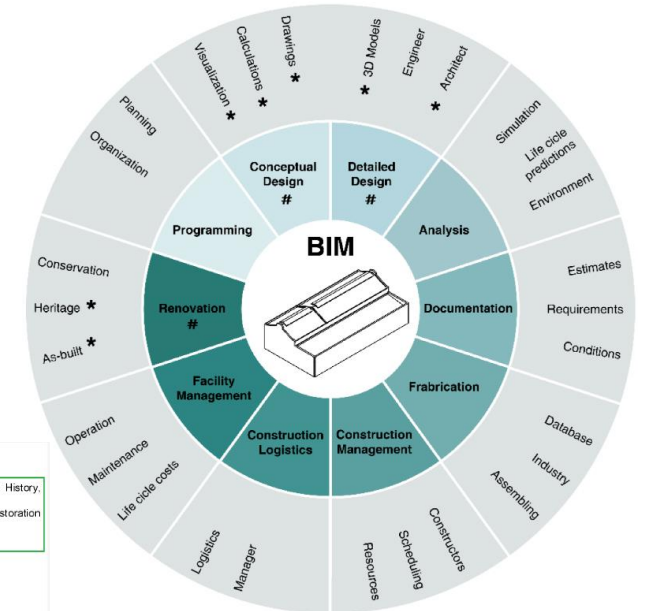 Visualization *
Calculations *
Drawings *
3D Models *
Engineer
Architect *
Simulation
Life cicle
predictions
Environment
Estimates
Requirements
Conditions
Database
Industry
Assembling
Constructors
Scheduling
Resources
Manager
Logistics
Operation
Maintenance
Life cicle costs
Conservation
Heritage *
As-built *
Planning
Organization
Conceptual
Design
#
Detailed
Design
#
Analysis
Documentation
Frabrication
Construction
Management
Construction
Logistics
Facility
Management
Renovation
#
Programming
BIM
History,
storation